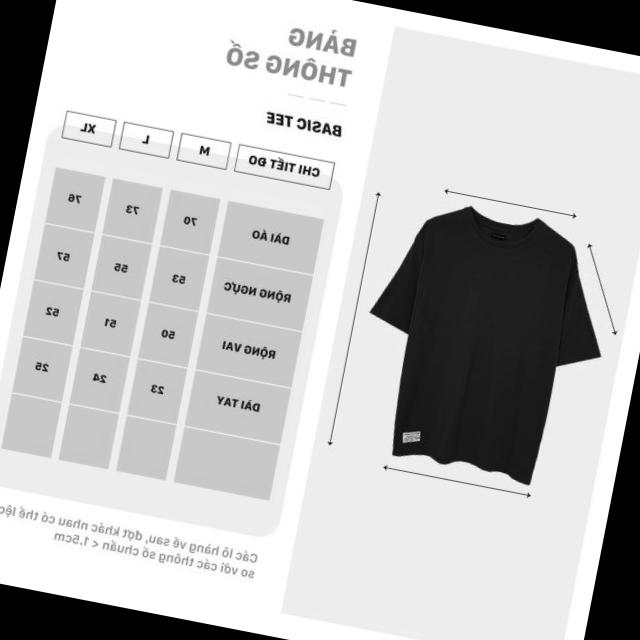 BẢNG
THÔNG SỐ
BASIC TEE
CHI TIẾT ĐO M L XL
DÀI ÁO 70 73 76
RỘNG NGỰC 53 55 57
RỘNG VAI 50 51 52
DÀI TAY 23 24 25
Các lô hàng về sau, đợt khác nhau có thể
so với các thông số chuẩn < 1.5cm